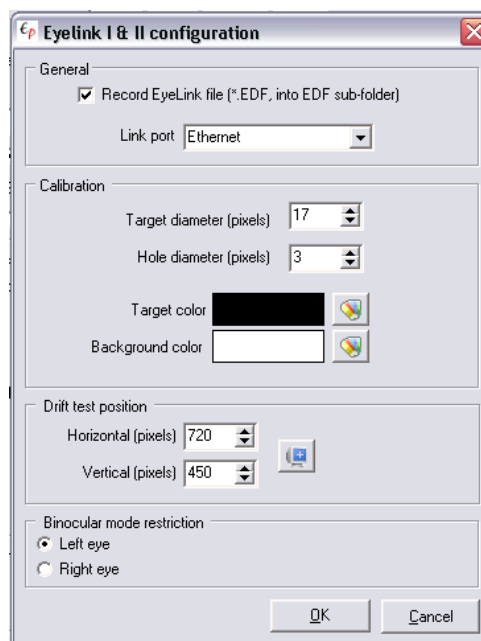 εp Eyelink I & II configuration
General
Record EyeLink file (*.EDF, into EDF sub-folder)
Link port Ethernet
Calibration
Target diameter (pixels) 17
Hole diameter (pixels) 3
Target color
Background color
Drift test position
Horizontal (pixels) 720
Vertical (pixels) 450
Binocular mode restriction
Left eye
Right eye
OK Cancel